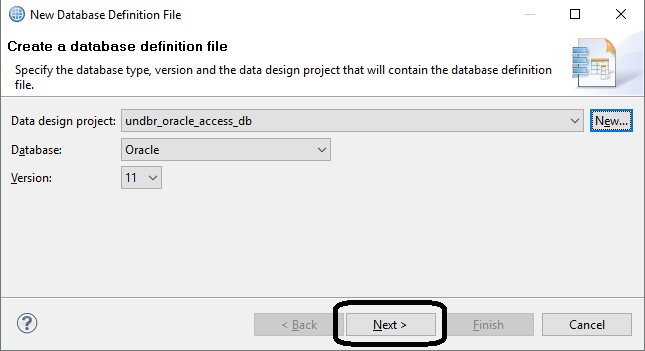 New Database Definition File
Create a database definition file
Specify the database type, version and the data design project that will contain the database definition
file.
Data design project: undbr_oracle_access_db New...
Database: Oracle
Version: 11
? < Back Next > Finish Cancel